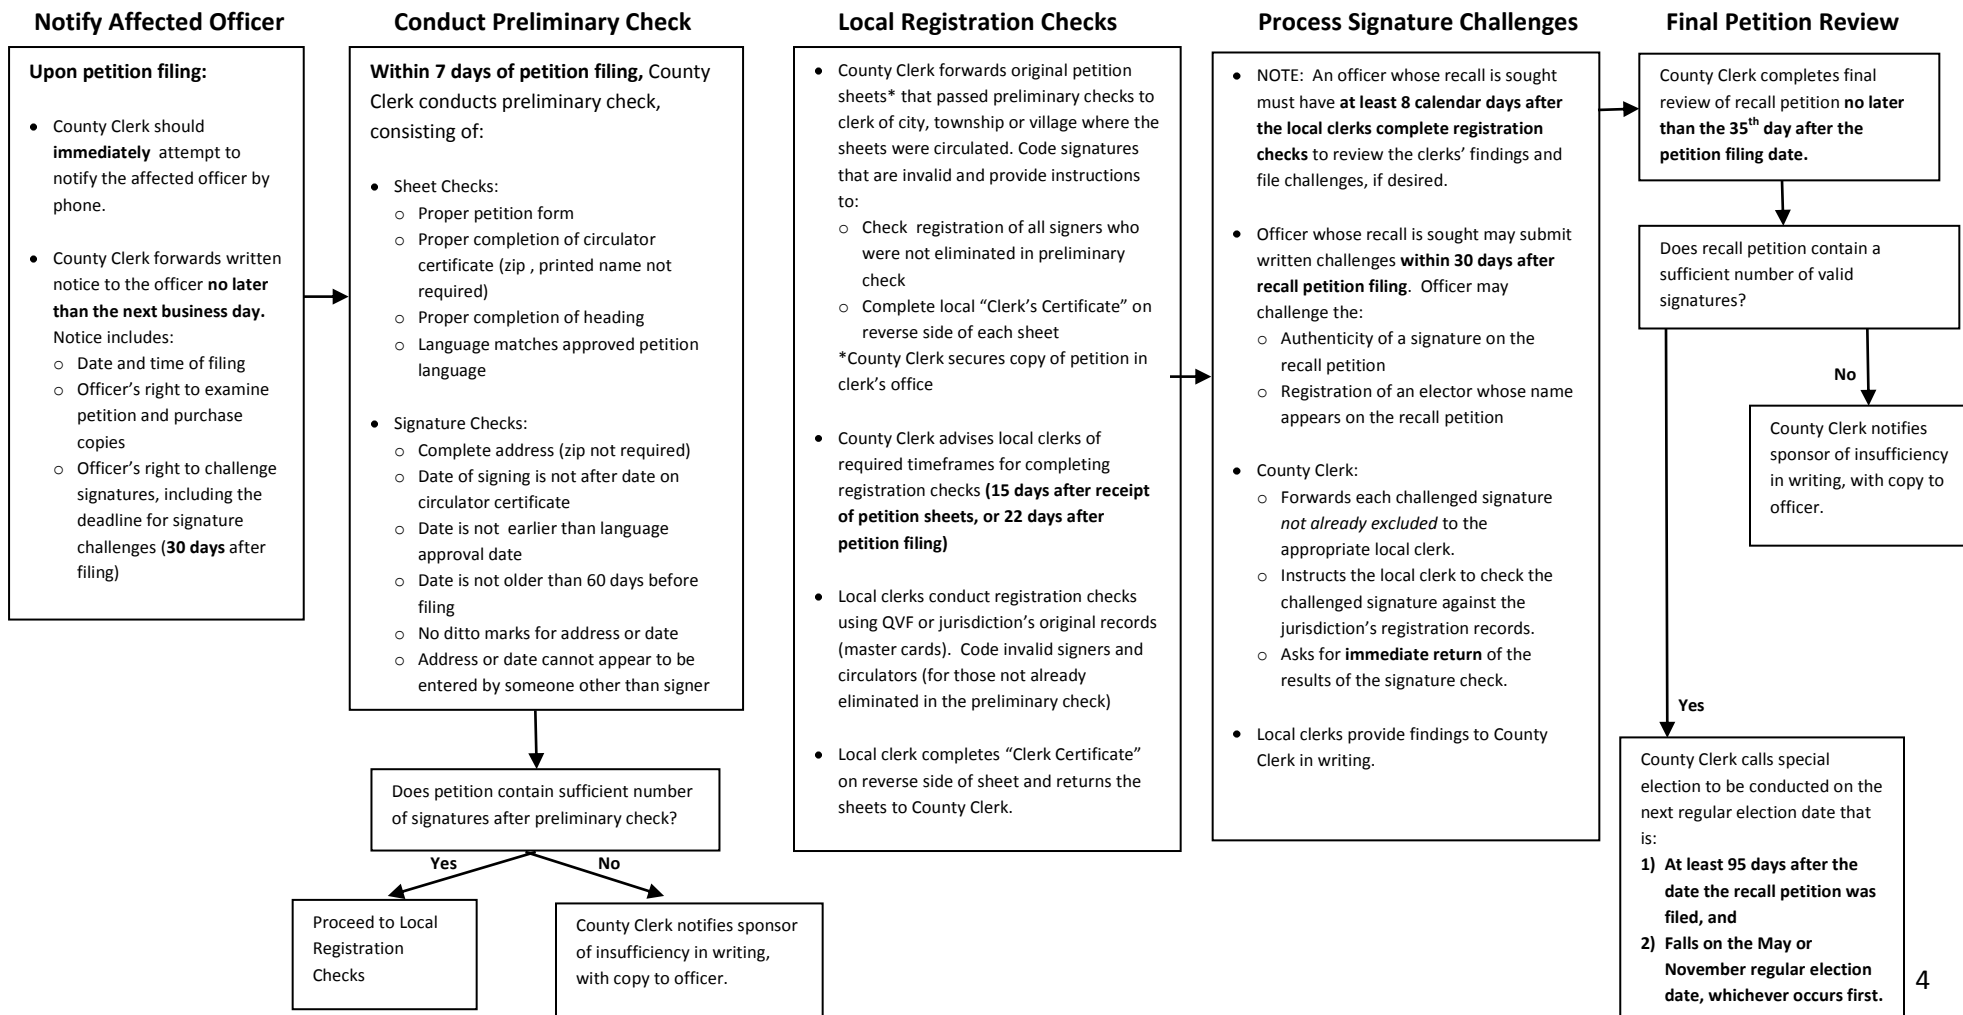 Notify Affected Officer
Upon petition filing:
• County Clerk should
immediately attempt to
notify the affected officer by
phone.
• County Clerk forwards written
notice to the officer no later
than the next business day.
Notice includes:
o Date and time of filing
o Officer's right to examine
petition and purchase
copies
o Officer's right to challenge
signatures, including the
deadline for signature
challenges (30 days after
filing)
Conduct Preliminary Check
Within 7 days of petition filing, County
Clerk conducts preliminary check,
consisting of:
• Sheet Checks:
o Proper petition form
o Proper completion of circulator
certificate (zip , printed name not
required)
o Proper completion of heading
o Language matches approved petition
language
• Signature Checks:
o Complete address (zip not required)
o Date of signing is not after date on
circulator certificate
o Date is not earlier than language
approval date
o Date is not older than 60 days before
filing
o No ditto marks for address or date
o Address or date cannot appear to be
entered by someone other than signer
Does petition contain sufficient number
of signatures after preliminary check?
Yes
No
Proceed to Local
Registration
Checks
County Clerk notifies sponsor
of insufficiency in writing,
with copy to officer.
Local Registration Checks
• County Clerk forwards original petition
sheets* that passed preliminary checks to
clerk of city, township or village where the
sheets were circulated. Code signatures
that are invalid and provide instructions
to:
o Check registration of all signers who
were not eliminated in preliminary
check
o Complete local "Clerk's Certificate" on
reverse side of each sheet
*County Clerk secures copy of petition in
clerk's office
• County Clerk advises local clerks of
required timeframes for completing
registration checks (15 days after receipt
of petition sheets, or 22 days after
petition filing)
• Local clerks conduct registration checks
using QVF or jurisdiction's original records
(master cards). Code invalid signers and
circulators (for those not already
eliminated in the preliminary check)
• Local clerk completes "Clerk Certificate"
on reverse side of sheet and returns the
sheets to County Clerk.
Process Signature Challenges
• NOTE: An officer whose recall is sought
must have at least 8 calendar days after
the local clerks complete registration
checks to review the clerks' findings and
file challenges, if desired.
• Officer whose recall is sought may submit
written challenges within 30 days after
recall petition filing. Officer may
challenge the:
o Authenticity of a signature on the
recall petition
o Registration of an elector whose name
appears on the recall petition
• County Clerk:
o Forwards each challenged signature
not already excluded to the
appropriate local clerk.
o Instructs the local clerk to check the
challenged signature against the
jurisdiction's registration records.
o Asks for immediate return of the
results of the signature check.
• Local clerks provide findings to County
Clerk in writing.
Final Petition Review
County Clerk completes final
review of recall petition no later
than the 35th day after the
petition filing date.
Does recall petition contain a
sufficient number of valid
signatures?
No
County Clerk notifies
sponsor of insufficiency
in writing, with copy to
officer.
Yes
County Clerk calls special
election to be conducted on the
next regular election date that
is:
1) At least 95 days after the
date the recall petition was
filed, and
2) Falls on the May or
November regular election
date, whichever occurs first.
4